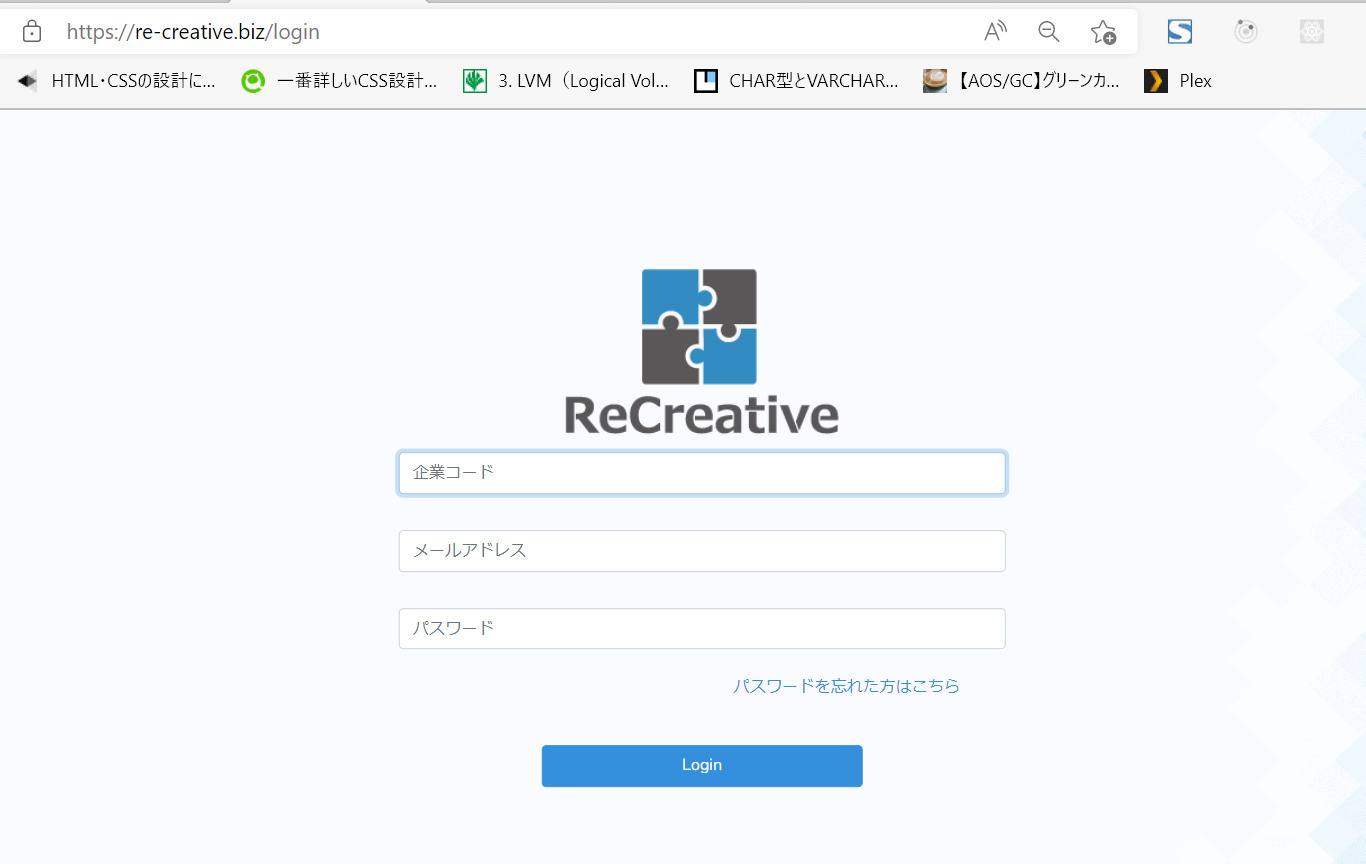 https://re-creative.biz/login
HTML･CSSの設計に... 一番詳しいCSS設計... 3. LVM（Logical Vol... CHAR型とVARCHAR... 【AOS/GC】グリーンカ... Plex
ReCreative
企業コード
メールアドレス
パスワード
パスワードを忘れた方はこちら
Login